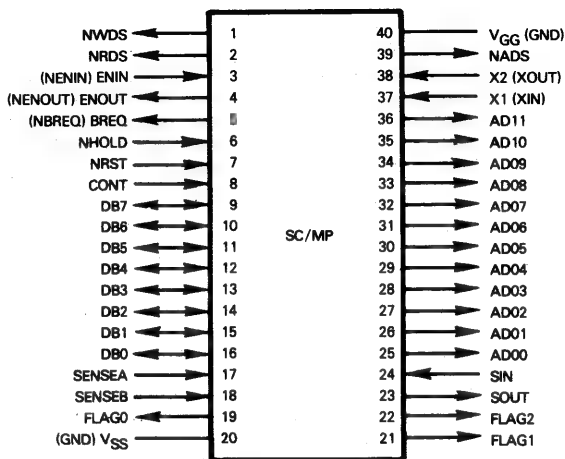 NWDS 1 40 VGG (GND)
NRDS 2 39 NADS
(NENIN) ENIN 3 38 X2 (XOUT)
(NENOUT) ENOUT 4 37 X1 (XIN)
(NBREQ) BREQ 36 AD11
NHOLD 6 35 AD10
NRST 7 34 AD09
CONT 8 33 AD08
DB7 9 32 AD07
DB6 10 31 AD06
DB5 11 SC/MP 30 AD05
DB4 12 29 AD04
DB3 13 28 AD03
DB2 14 27 AD02
DB1 15 26 AD01
DB0 16 25 AD00
SENSEA 17 24 SIN
SENSEB 18 23 SOUT
FLAG0 19 22 FLAG2
(GND) VSS 20 21 FLAG1